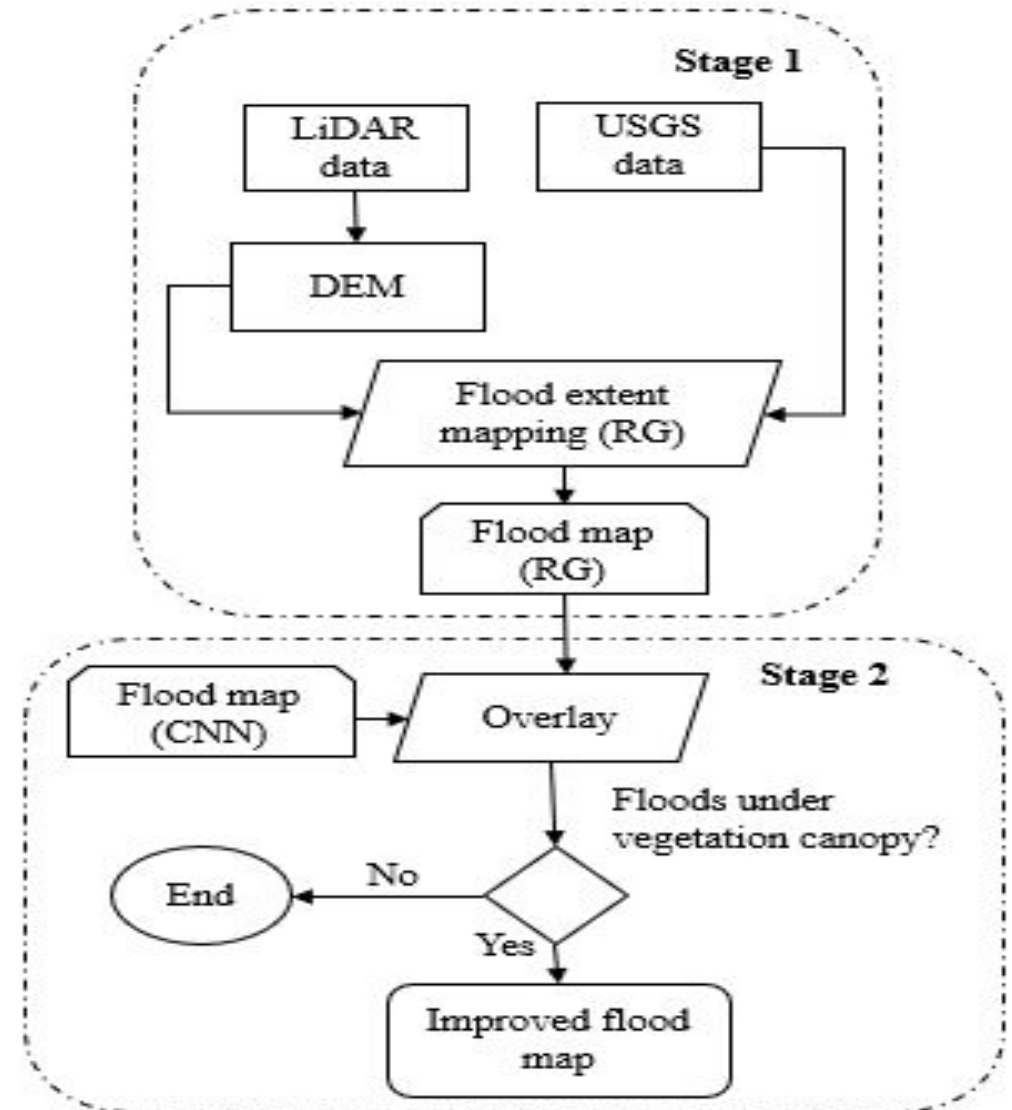 Stage 1
LiDAR
data
USGS
data
DEM
Flood extent
mapping (RG)
Flood map
(RG)
Stage 2
Flood map
(CNN)
Overlay
Floods under
vegetation canopy?
No
End
Yes
Improved flood
map